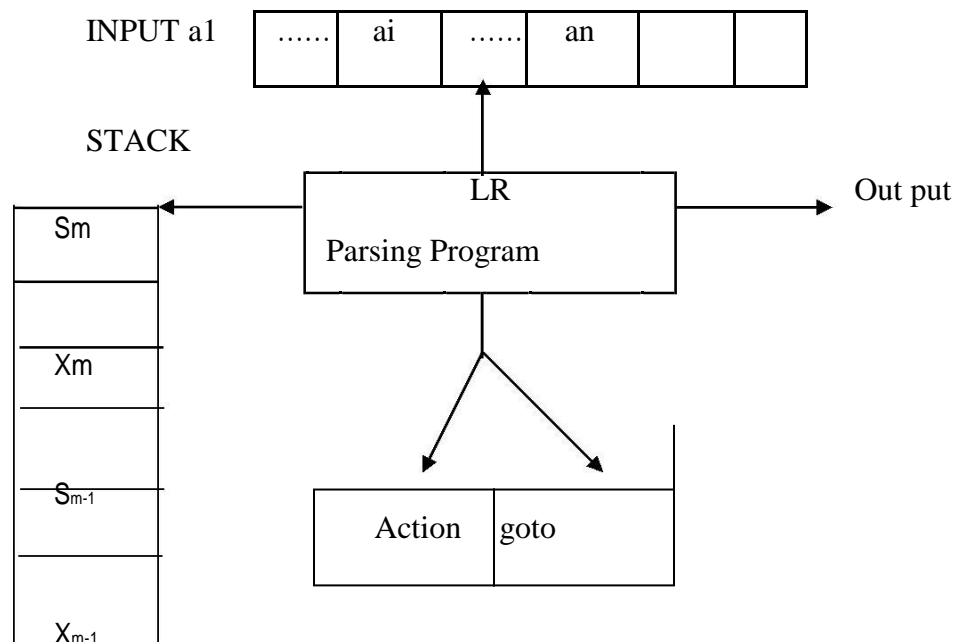 INPUT a1 ...... ai ...... an
STACK
LR
Parsing Program
Out put
Sm
Xm
Sm-1
Xm-1
Action goto